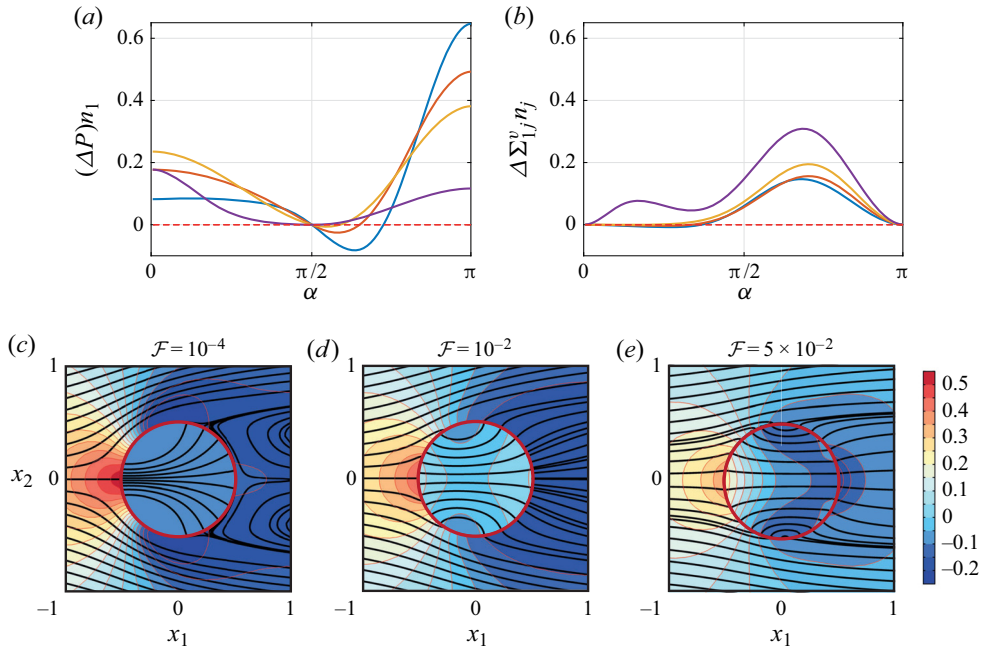 (a) (b)
0.6 0.6
0.4 0.4
(ΔP)n₁ 0.2 ΔΣᵛ₁ⱼnⱼ 0.2
0 0
0 π/2 π 0 π/2 π
α α
(c) F = 10⁻⁴ (d) F = 10⁻² (e) F = 5 × 10⁻²
1 1 1
0.5
0.4
0.3
0.2
x₂ 0 0 0 0.1
0
–0.1
–0.2
–1 0 1 –1 0 1 –1 0 1
x₁ x₁ x₁